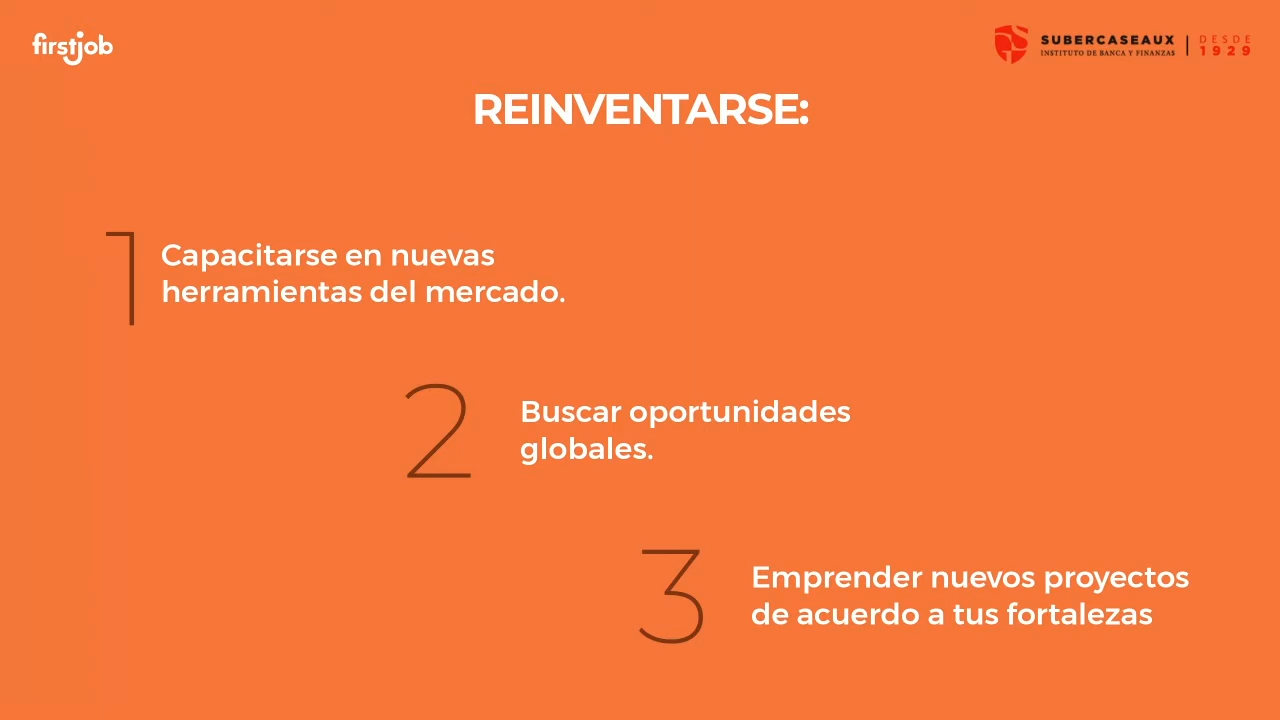 firstjob
SUBERCASEAUX
INSTITUTO DE BANCA Y FINANZAS
DESDE
1929
REINVENTARSE:
1
Capacitarse en nuevas
herramientas del mercado.
2
Buscar oportunidades
globales.
3
Emprender nuevos proyectos
de acuerdo a tus fortalezas